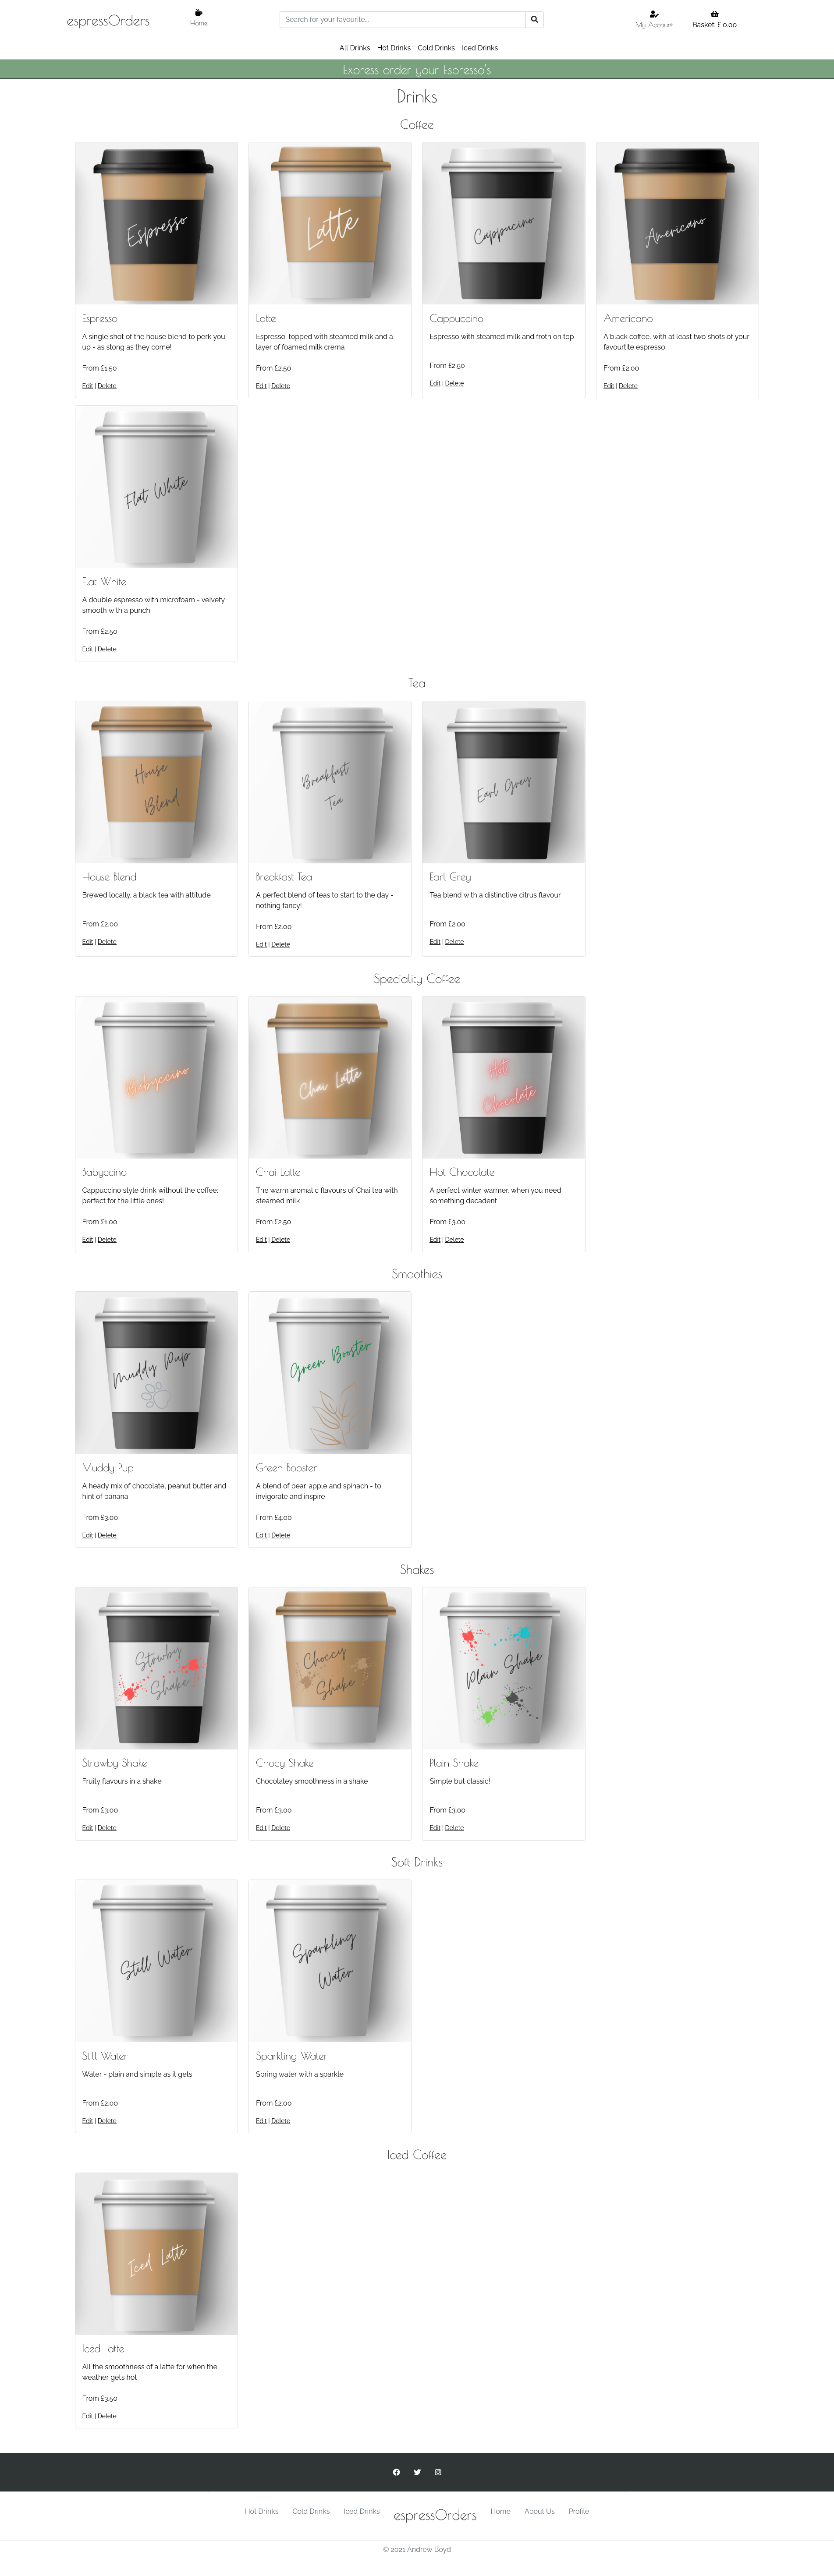 espressOrders
Home
Search for your favourite...
My Account
Basket: £ 0.00
All Drinks Hot Drinks Cold Drinks Iced Drinks
Express order your Espresso's
Drinks
Coffee
Espresso
Latte
Cappucino
Americano
Espresso
A single shot of the house blend to perk you
up - as stong as they come!
From £1.50
Edit | Delete
Latte
Espresso, topped with steamed milk and a
layer of foamed milk crema
From £2.50
Edit | Delete
Cappuccino
Espresso with steamed milk and froth on top
From £2.50
Edit | Delete
Americano
A black coffee, with at least two shots of your
favourtite espresso
From £2.00
Edit | Delete
Flat White
Flat White
A double espresso with microfoam - velvety
smooth with a punch!
From £2.50
Edit | Delete
Tea
House
Blend
Breakfast
Tea
Earl Grey
House Blend
Brewed locally, a black tea with attitude
From £2.00
Edit | Delete
Breakfast Tea
A perfect blend of teas to start to the day -
nothing fancy!
From £2.00
Edit | Delete
Earl Grey
Tea blend with a distinctive citrus flavour
From £2.00
Edit | Delete
Speciality Coffee
Babyccino
Chai Latte
Hot
Chocolate
Babyccino
Cappuccino style drink without the coffee;
perfect for the little ones!
From £1.00
Edit | Delete
Chai Latte
The warm aromatic flavours of Chai tea with
steamed milk
From £2.50
Edit | Delete
Hot Chocolate
A perfect winter warmer, when you need
something decadent
From £3.00
Edit | Delete
Smoothies
Muddy Pup
Green Booster
Muddy Pup
A heady mix of chocolate, peanut butter and
hint of banana
From £3.00
Edit | Delete
Green Booster
A blend of pear, apple and spinach - to
invigorate and inspire
From £4.00
Edit | Delete
Shakes
Strwby
Shake
Choccy
Shake
Plain Shake
Strawby Shake
Fruity flavours in a shake
From £3.00
Edit | Delete
Chocy Shake
Chocolatey smoothness in a shake
From £3.00
Edit | Delete
Plain Shake
Simple but classic!
From £3.00
Edit | Delete
Soft Drinks
Still Water
Sparkling
Water
Still Water
Water - plain and simple as it gets
From £2.00
Edit | Delete
Sparkling Water
Spring water with a sparkle
From £2.00
Edit | Delete
Iced Coffee
Iced Latte
Iced Latte
All the smoothness of a latte for when the
weather gets hot
From £3.50
Edit | Delete
Hot Drinks Cold Drinks Iced Drinks espressOrders Home About Us Profile
© 2021 Andrew Boyd